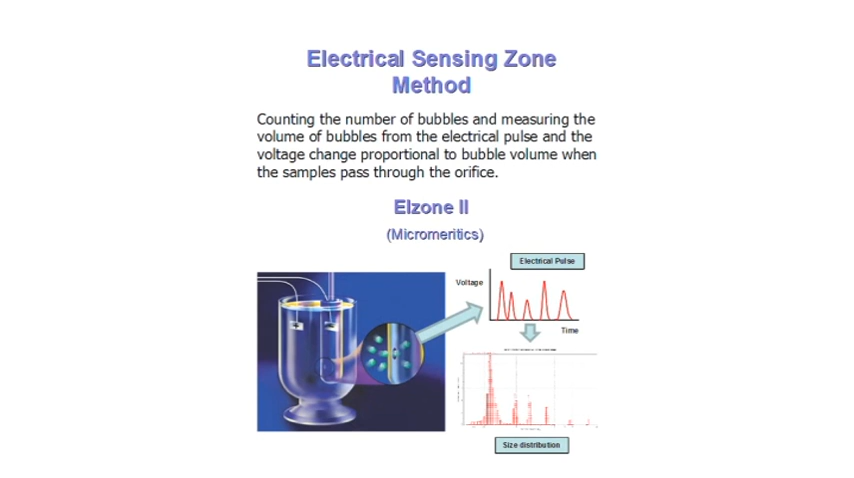 Electrical Sensing Zone
Method
Counting the number of bubbles and measuring the
volume of bubbles from the electrical pulse and the
voltage change proportional to bubble volume when
the samples pass through the orifice.
Elzone II
(Micromeritics)
Electrical Pulse
Voltage
Time
Size distribution